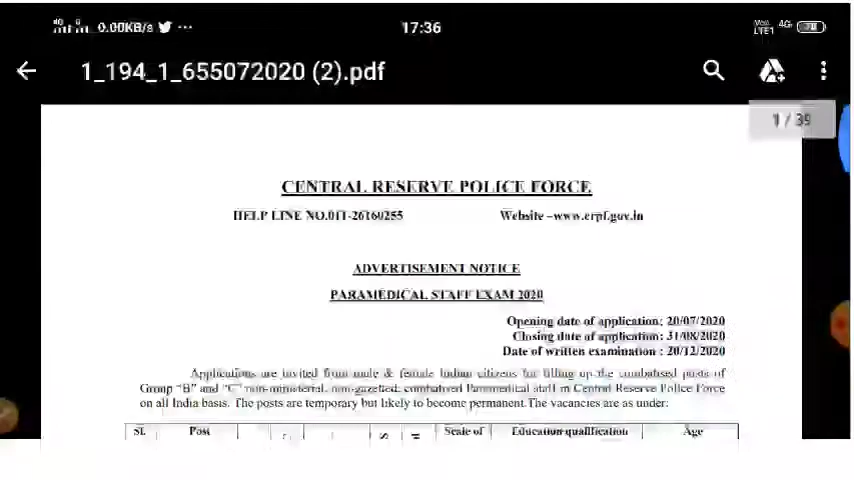 0.00KB/s ... 17:36 Vo LTE1 4G
1_194_1_655072020 (2).pdf
1 / 39
CENTRAL RESERVE POLICE FORCE
HELP LINE NO.011-26160255 Website –www.crpf.gov.in
ADVERTISEMENT NOTICE
PARAMEDICAL STAFF EXAM 2020
Opening date of application: 20/07/2020
Closing date of application: 31/08/2020
Date of written examination : 20/12/2020
Applications are invited from male & female Indian citizens for filling up the combatised posts of
Group "B" and "C" non-ministerial, non-gazetted, combatized Paramedical staff in Central Reserve Police Force
on all India basis. The posts are temporary but likely to become permanent. The vacancies are as under:
Sl. Post Scale of Education qualification Age